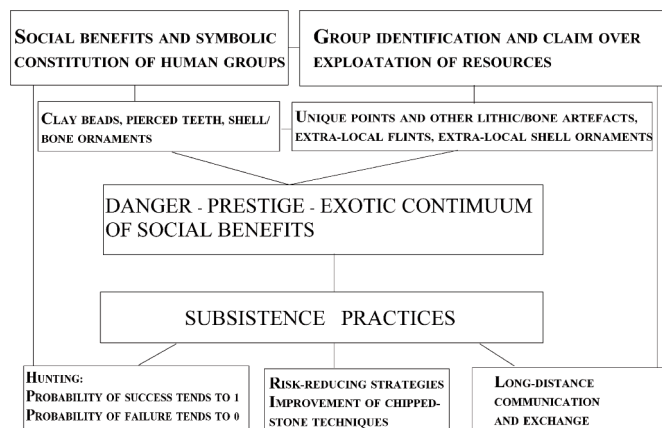 SOCIAL BENEFITS AND SYMBOLIC
CONSTITUTION OF HUMAN GROUPS
GROUP IDENTIFICATION AND CLAIM OVER
EXPLOATATION OF RESOURCES
CLAY BEADS, PIERCED TEETH, SHELL/
BONE ORNAMENTS
UNIQUE POINTS AND OTHER LITHIC/BONE ARTEFACTS,
EXTRA-LOCAL FLINTS, EXTRA-LOCAL SHELL ORNAMENTS
DANGER - PRESTIGE - EXOTIC CONTIMUUM
OF SOCIAL BENEFITS
SUBSISTENCE PRACTICES
HUNTING:
PROBABILITY OF SUCCESS TENDS TO 1
PROBABILITY OF FAILURE TENDS TO 0
RISK-REDUCING STRATEGIES
IMPROVEMENT OF CHIPPED-
STONE TECHNIQUES
LONG-DISTANCE
COMMUNICATION
AND EXCHANGE